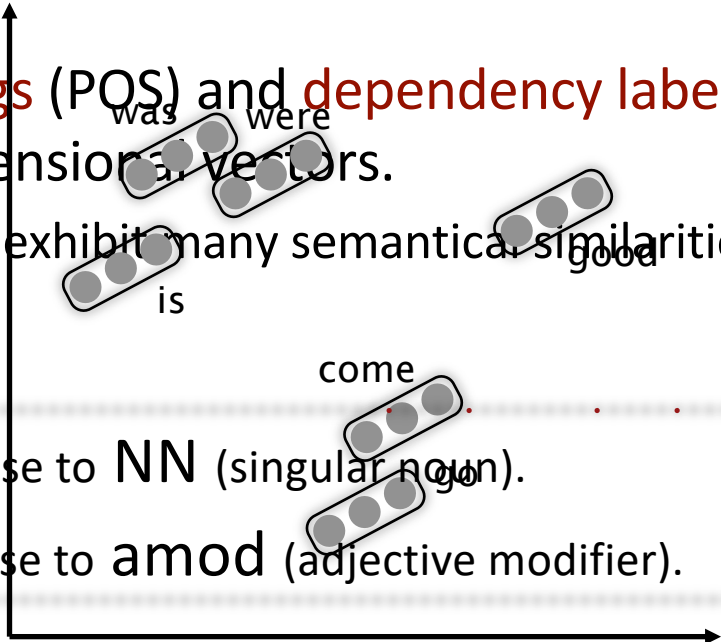 gs (POS) and dependency labe
was were
ensional vectors.
exhibit many semantical similariti
good
is
come
se to NN (singular noun).
go
se to amod (adjective modifier).